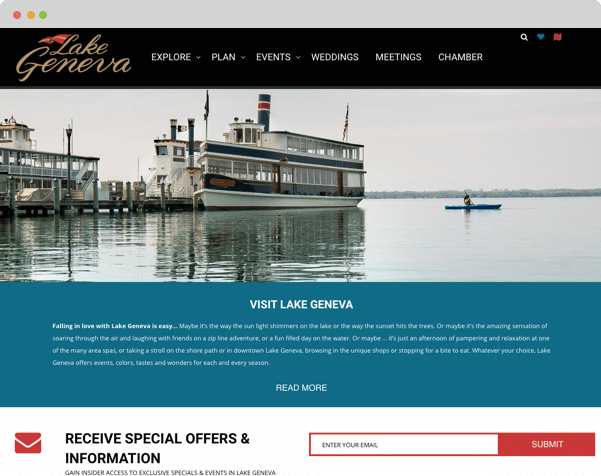 Lake
Geneva
EXPLORE PLAN EVENTS WEDDINGS MEETINGS CHAMBER
VISIT LAKE GENEVA
Falling in love with Lake Geneva is easy... Maybe it's the way the sun light shimmers on the lake or the way the sunset hits the trees. Or maybe it's the amazing sensation of
soaring through the air and laughing with friends on a zip line adventure, or a fun filled day on the water. Or maybe ... it's just an afternoon of pampering and relaxation at one
of the many area spas, or taking a stroll on the shore path or in downtown Lake Geneva, browsing in the unique shops or stopping for a bite to eat. Whatever your choice, Lake
Geneva offers events, colors, tastes and wonders for each and every season.
READ MORE
RECEIVE SPECIAL OFFERS &
INFORMATION
GAIN INSIDER ACCESS TO EXCLUSIVE SPECIALS & EVENTS IN LAKE GENEVA
ENTER YOUR EMAIL
SUBMIT